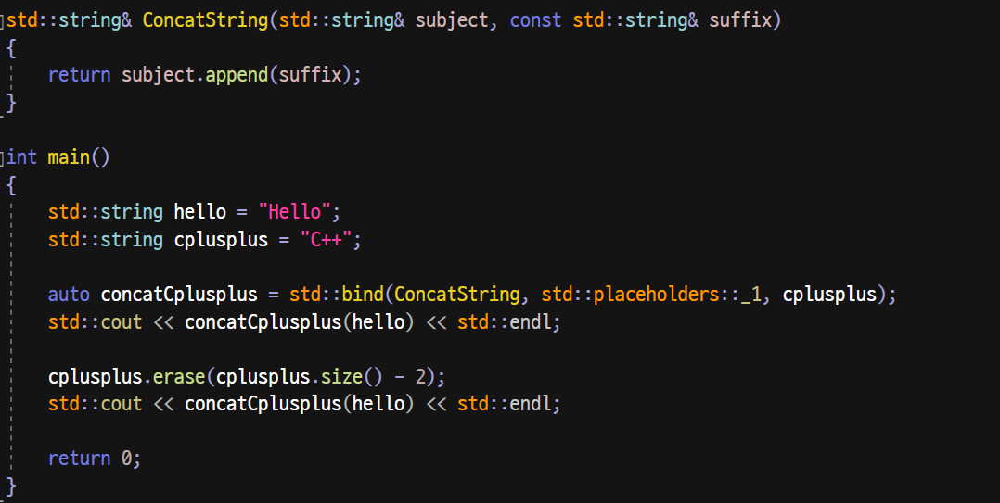 std::string& ConcatString(std::string& subject, const std::string& suffix)
{
    return subject.append(suffix);
}

int main()
{
    std::string hello = "Hello";
    std::string cplusplus = "C++";

    auto concatCplusplus = std::bind(ConcatString, std::placeholders::_1, cplusplus);
    std::cout << concatCplusplus(hello) << std::endl;

    cplusplus.erase(cplusplus.size() - 2);
    std::cout << concatCplusplus(hello) << std::endl;

    return 0;
}